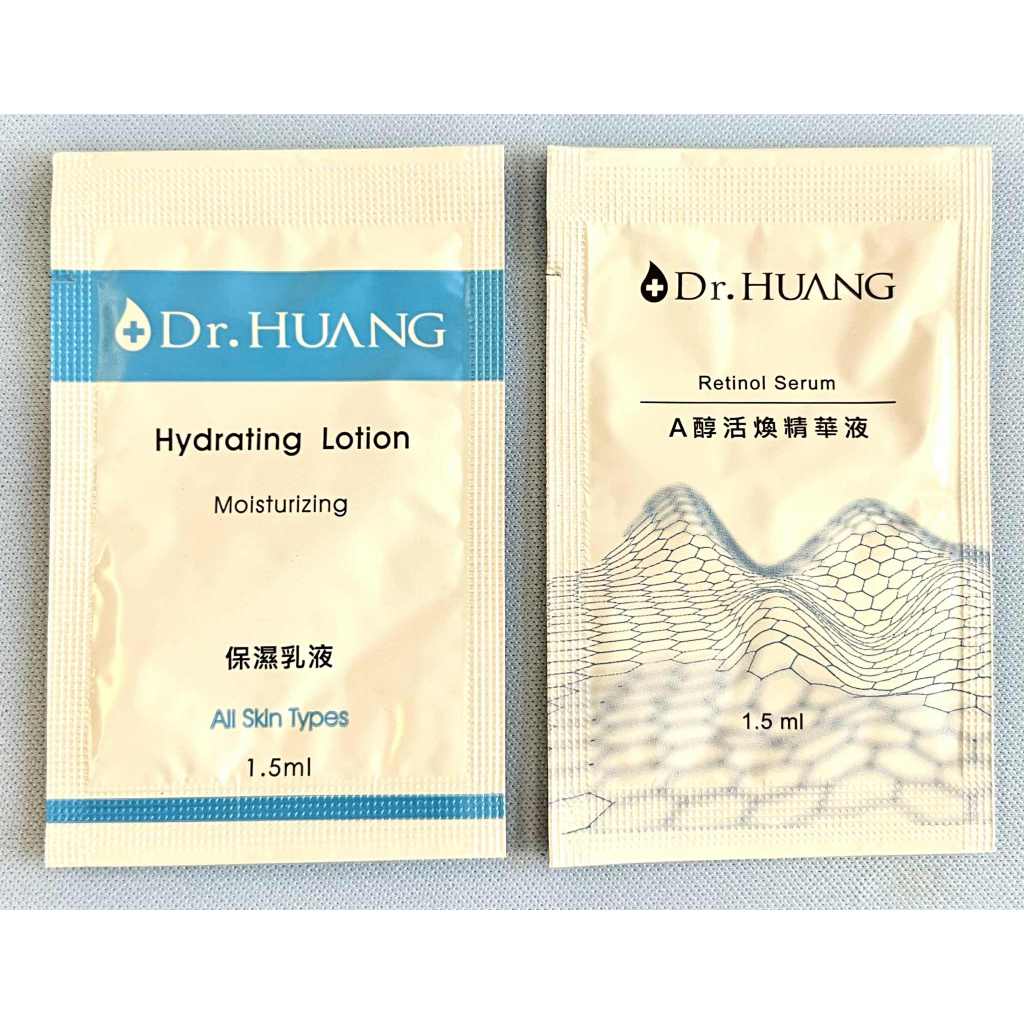 Dr. HUANG
Hydrating Lotion
Moisturizing
保濕乳液
All Skin Types
1.5ml
Dr. HUANG
Retinol Serum
A醇活煥精華液
1.5 ml